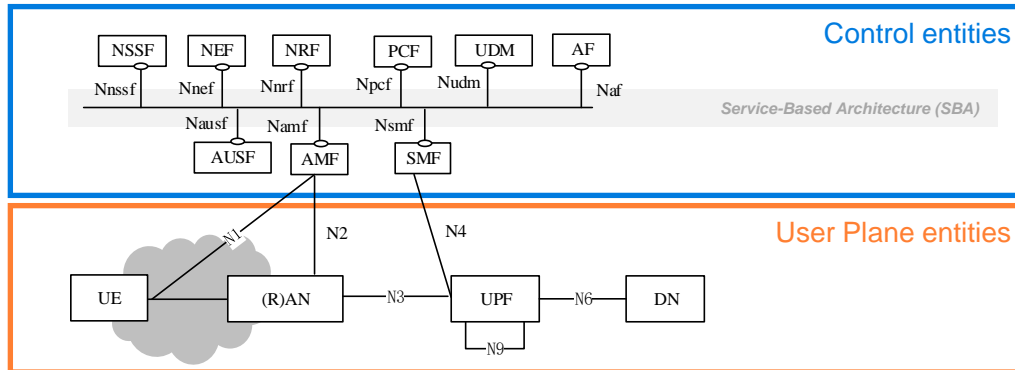 Control entities
NSSF
NEF
NRF
PCF
UDM
AF
Nnssf
Nnef
Nnrf
Npcf
Nudm
Naf
Service-Based Architecture (SBA)
Nausf
Namf
Nsmf
AUSF
AMF
SMF
User Plane entities
N1
N2
N4
UE
(R)AN
N3
UPF
N6
DN
N9